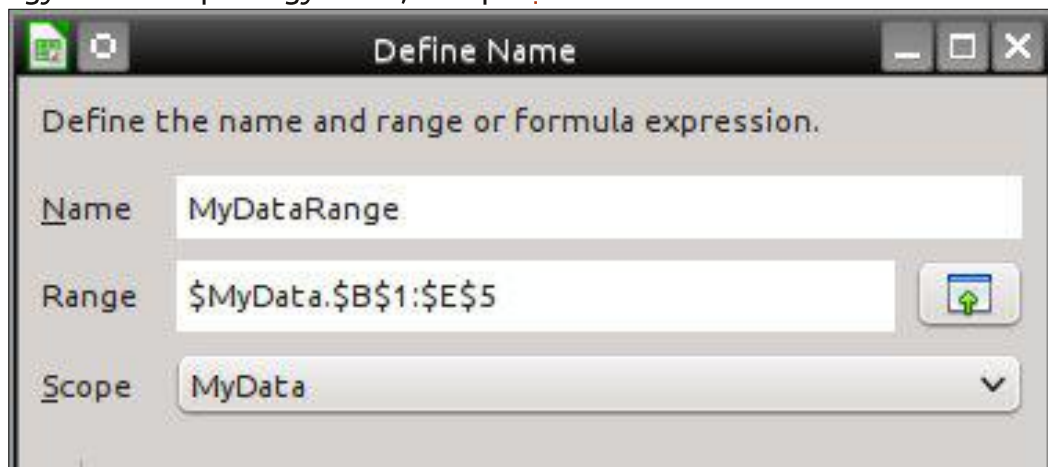 Define Name
Define the name and range or formula expression.
Name MyDataRange
Range $MyData.$B$1:$E$5
Scope MyData